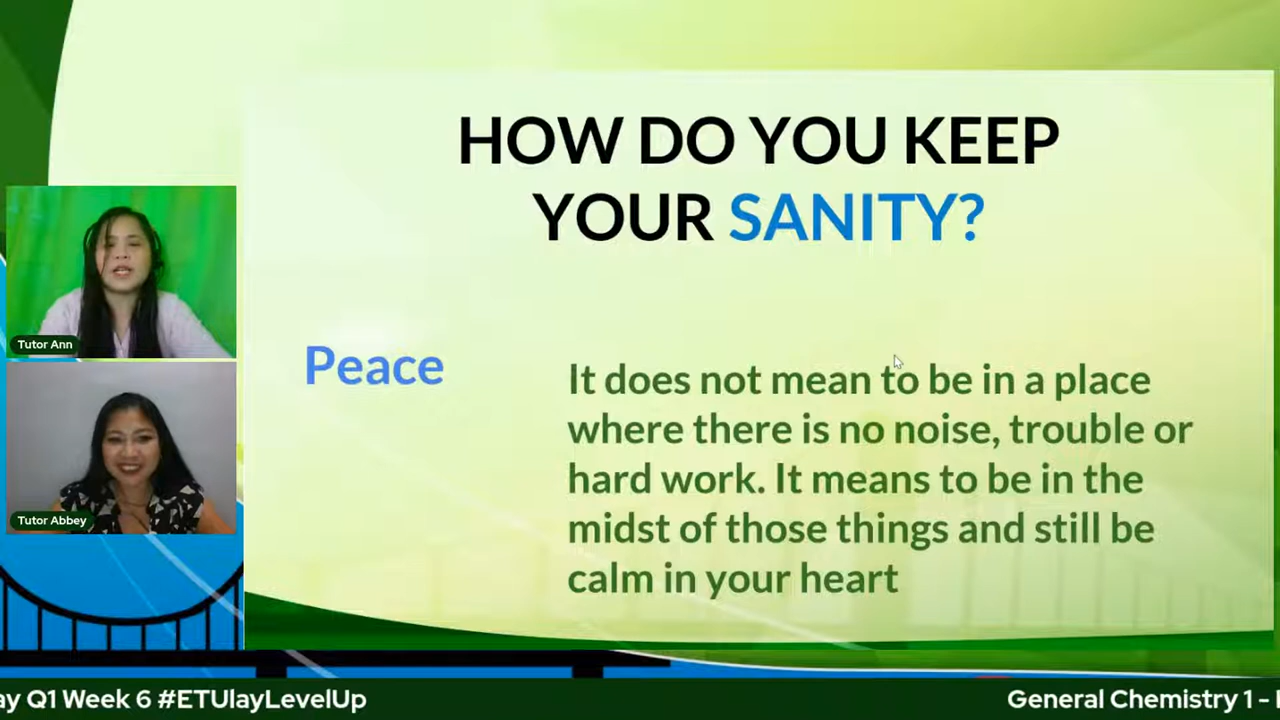 HOW DO YOU KEEP
YOUR SANITY?
Tutor Ann
Peace
It does not mean to be in a place
where there is no noise, trouble or
hard work. It means to be in the
midst of those things and still be
calm in your heart
Tutor Abbey
Q1 Week 6 #ETUlayLevelUp
General Chemistry 1 -